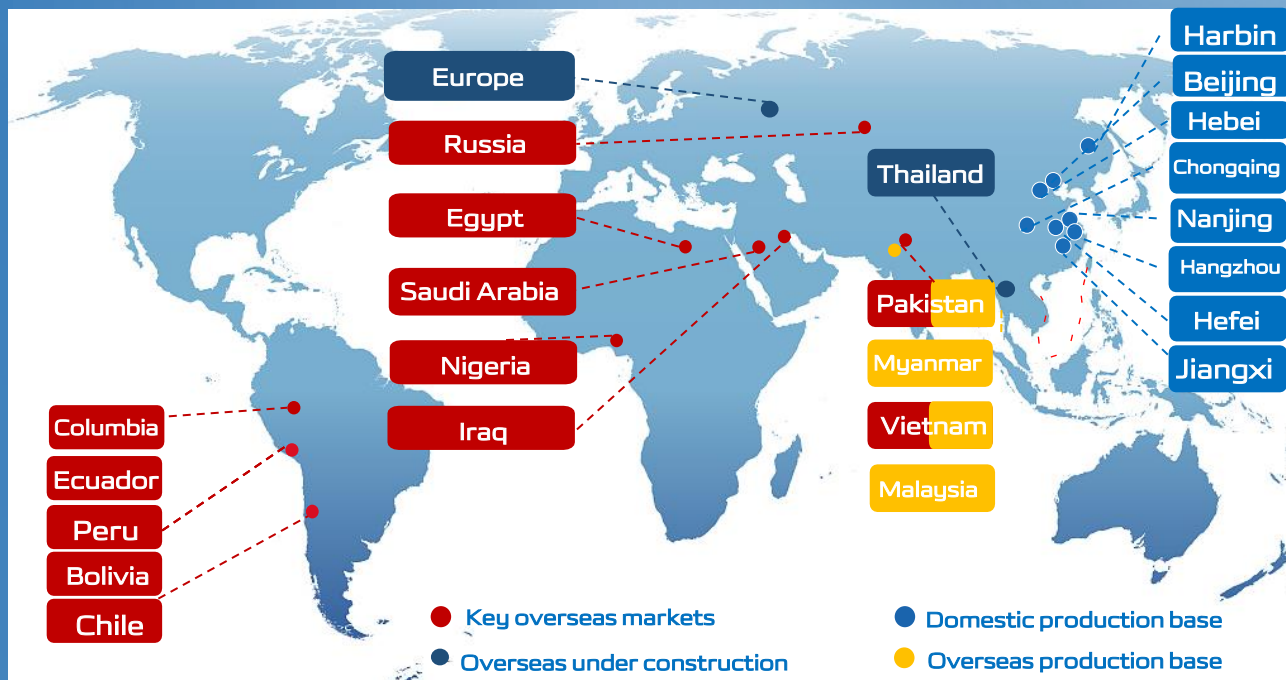 Europe
Russia
Egypt
Saudi Arabia
Nigeria
Iraq
Columbia
Ecuador
Peru
Bolivia
Chile
Thailand
Pakistan
Myanmar
Vietnam
Malaysia
Harbin
Beijing
Hebei
Chongqing
Nanjing
Hangzhou
Hefei
Jiangxi
Key overseas markets
Overseas under construction
Domestic production base
Overseas production base